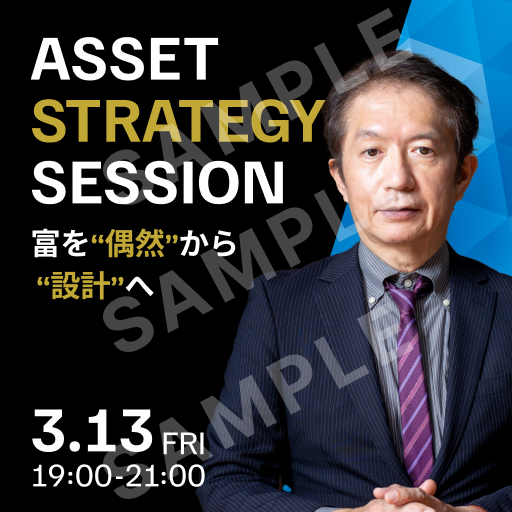 ASSET
STRATEGY
SESSION
富を“偶然”から
“設計”へ
3.13 FRI
19:00-21:00
SAMPLE
SAMPLE
SAMPLE